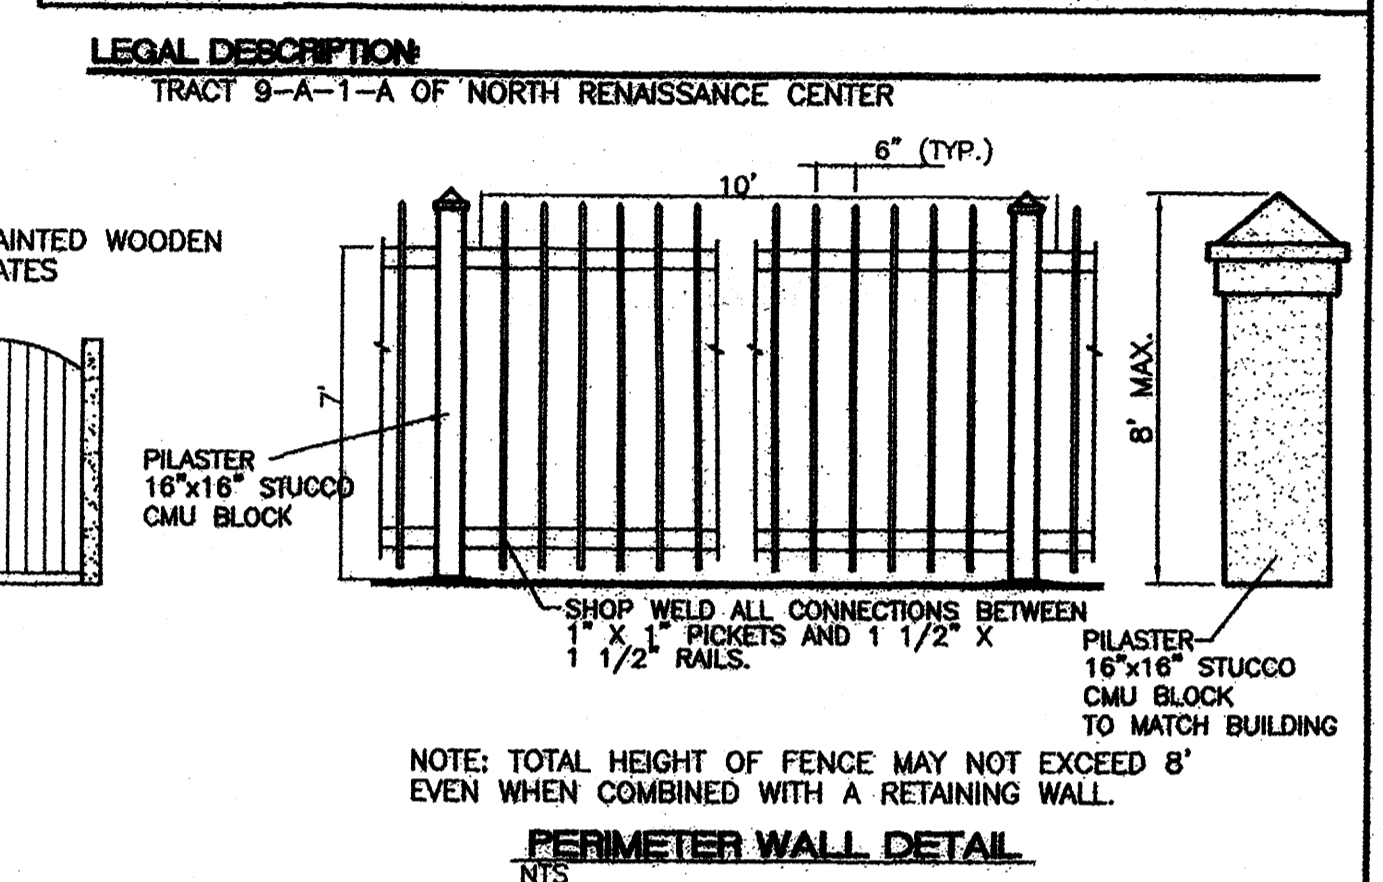 LEGAL DESCRIPTION:
TRACT 9-A-1-A OF NORTH RENAISSANCE CENTER
6" (TYP.)
10'
AINTED WOODEN
ATES
7'
8' MAX.
PILASTER
16"x16" STUCCO
CMU BLOCK
SHOP WELD ALL CONNECTIONS BETWEEN
1" X 1" PICKETS AND 1 1/2" X
1 1/2" RAILS.
PILASTER
16"x16" STUCCO
CMU BLOCK
TO MATCH BUILDING
NOTE: TOTAL HEIGHT OF FENCE MAY NOT EXCEED 8'
EVEN WHEN COMBINED WITH A RETAINING WALL.
PERIMETER WALL DETAIL
NTS